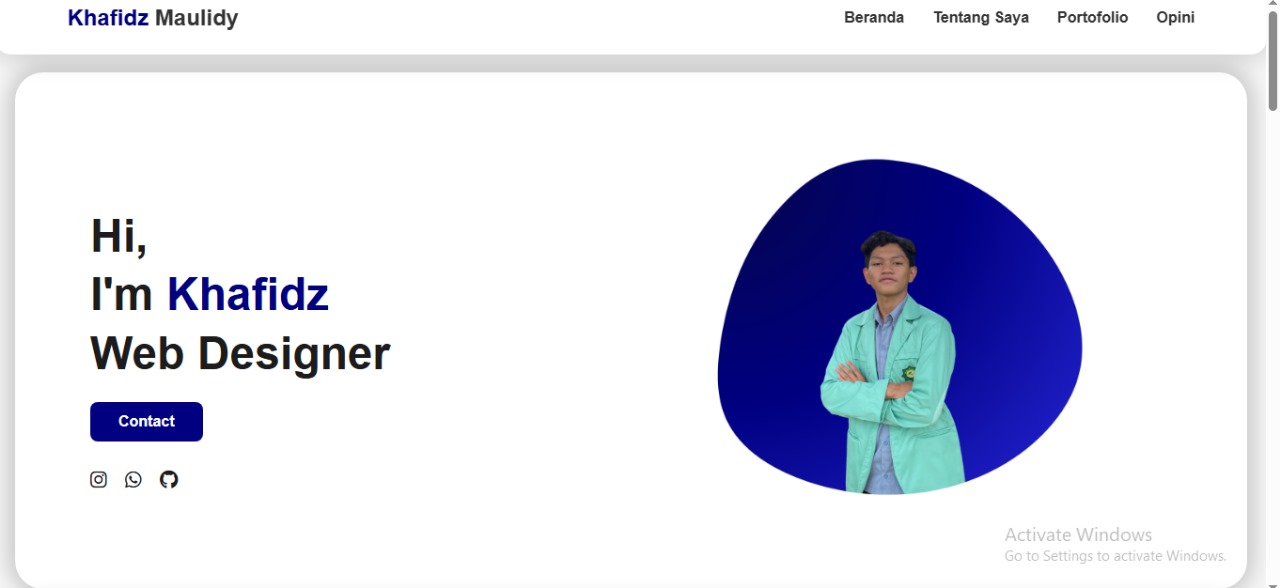 Khafidz Maulidy
Beranda Tentang Saya Portofolio Opini
Hi,
I'm Khafidz
Web Designer
Contact
Activate Windows
Go to Settings to activate Windows.